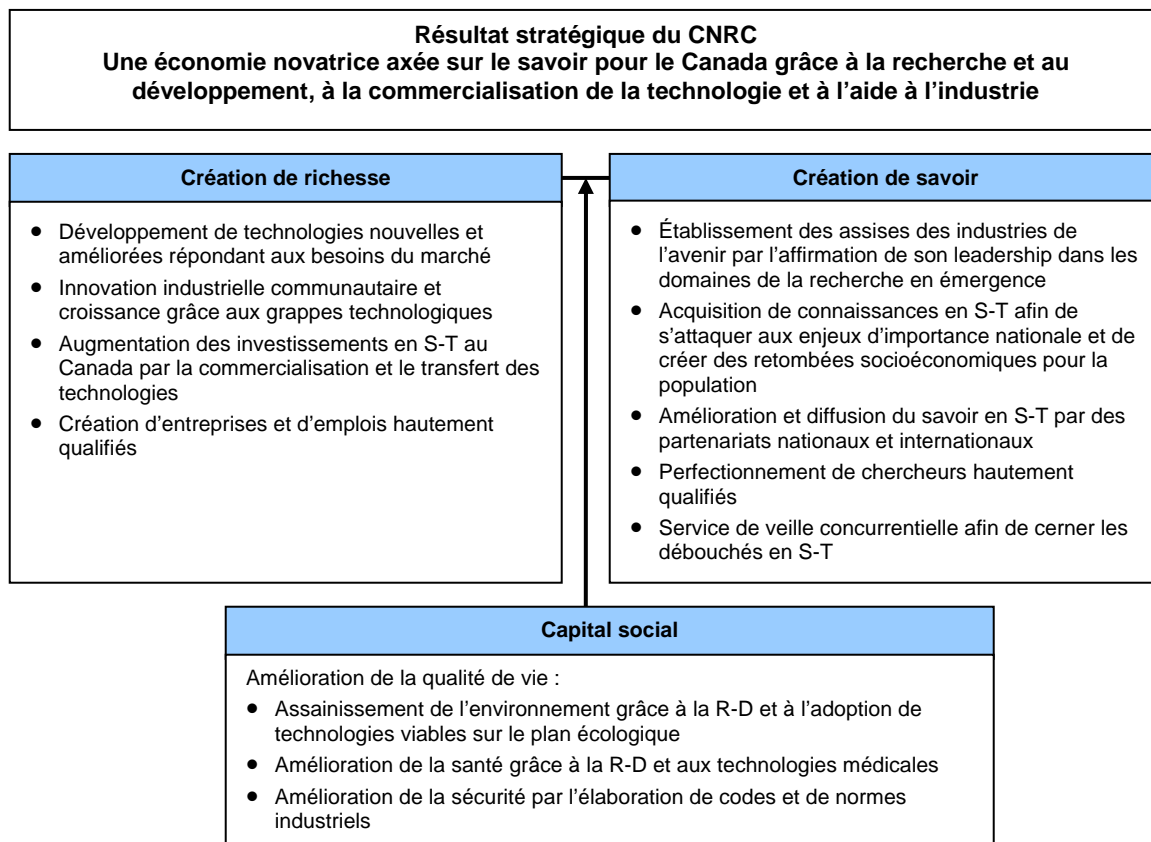 Résultat stratégique du CNRC
Une économie novatrice axée sur le savoir pour le Canada grâce à la recherche et au
développement, à la commercialisation de la technologie et à l'aide à l'industrie
Création de richesse
• Développement de technologies nouvelles et
améliorées répondant aux besoins du marché
• Innovation industrielle communautaire et
croissance grâce aux grappes technologiques
• Augmentation des investissements en S-T au
Canada par la commercialisation et le transfert des
technologies
• Création d'entreprises et d'emplois hautement
qualifiés
Création de savoir
• Établissement des assises des industries de
l'avenir par l'affirmation de son leadership dans les
domaines de la recherche en émergence
• Acquisition de connaissances en S-T afin de
s'attaquer aux enjeux d'importance nationale et de
créer des retombées socioéconomiques pour la
population
• Amélioration et diffusion du savoir en S-T par des
partenariats nationaux et internationaux
• Perfectionnement de chercheurs hautement
qualifiés
• Service de veille concurrentielle afin de cerner les
débouchés en S-T
Capital social
Amélioration de la qualité de vie :
• Assainissement de l'environnement grâce à la R-D et à l'adoption de
technologies viables sur le plan écologique
• Amélioration de la santé grâce à la R-D et aux technologies médicales
• Amélioration de la sécurité par l'élaboration de codes et de normes
industriels